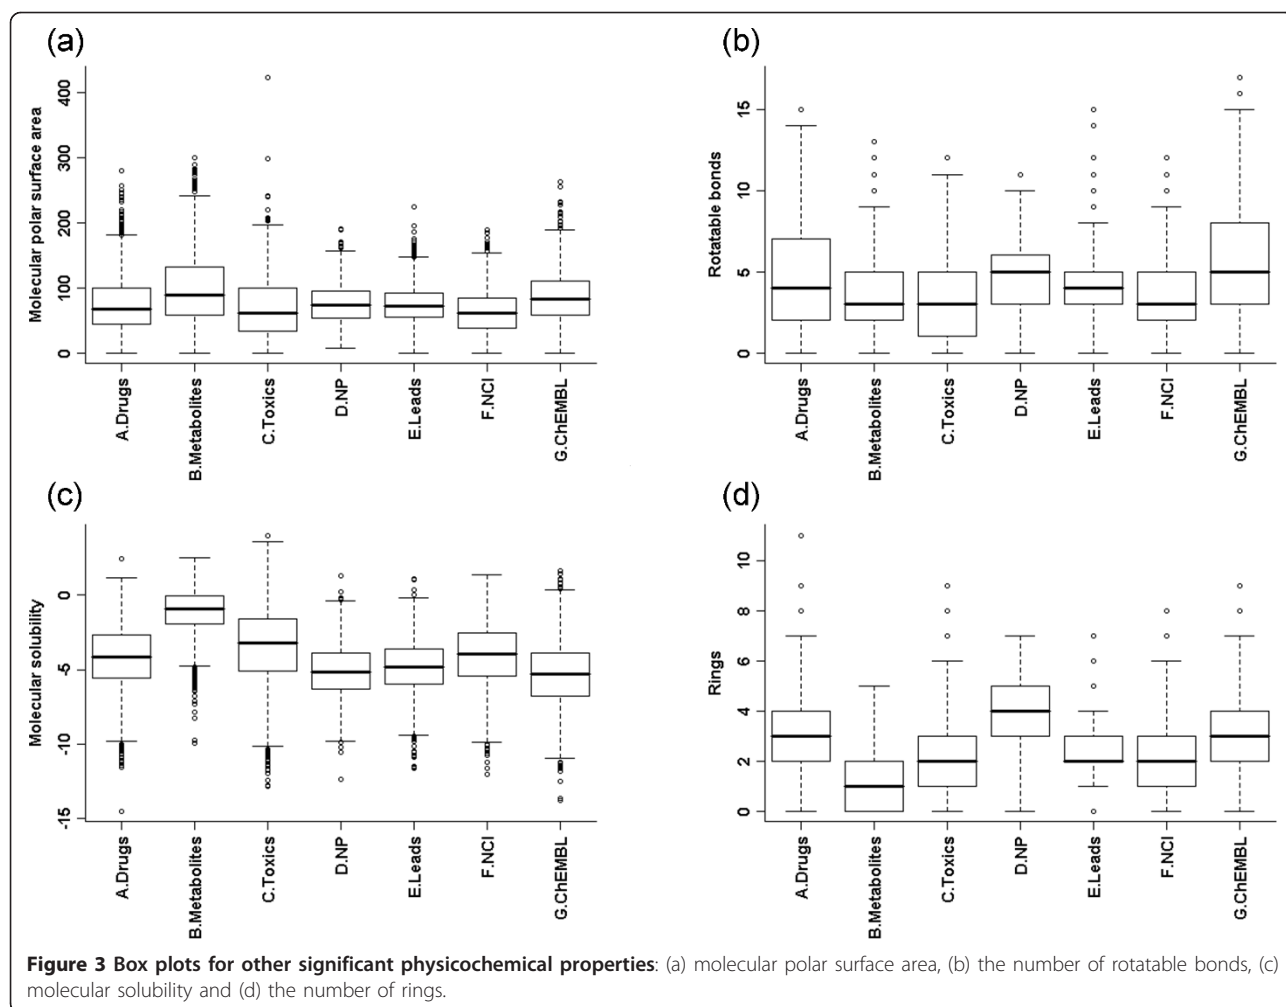 (a)
Molecular polar surface area
400
300
200
100
0
A.Drugs
B.Metabolites
C.Toxics
D.NP
E.Leads
F.NCI
G.ChEMBL
(b)
Rotatable bonds
15
10
5
0
A.Drugs
B.Metabolites
C.Toxics
D.NP
E.Leads
F.NCI
G.ChEMBL
(c)
Molecular solubility
0
-5
-10
-15
A.Drugs
B.Metabolites
C.Toxics
D.NP
E.Leads
F.NCI
G.ChEMBL
(d)
Rings
10
8
6
4
2
0
A.Drugs
B.Metabolites
C.Toxics
D.NP
E.Leads
F.NCI
G.ChEMBL
Figure 3 Box plots for other significant physicochemical properties: (a) molecular polar surface area, (b) the number of rotatable bonds, (c)
molecular solubility and (d) the number of rings.